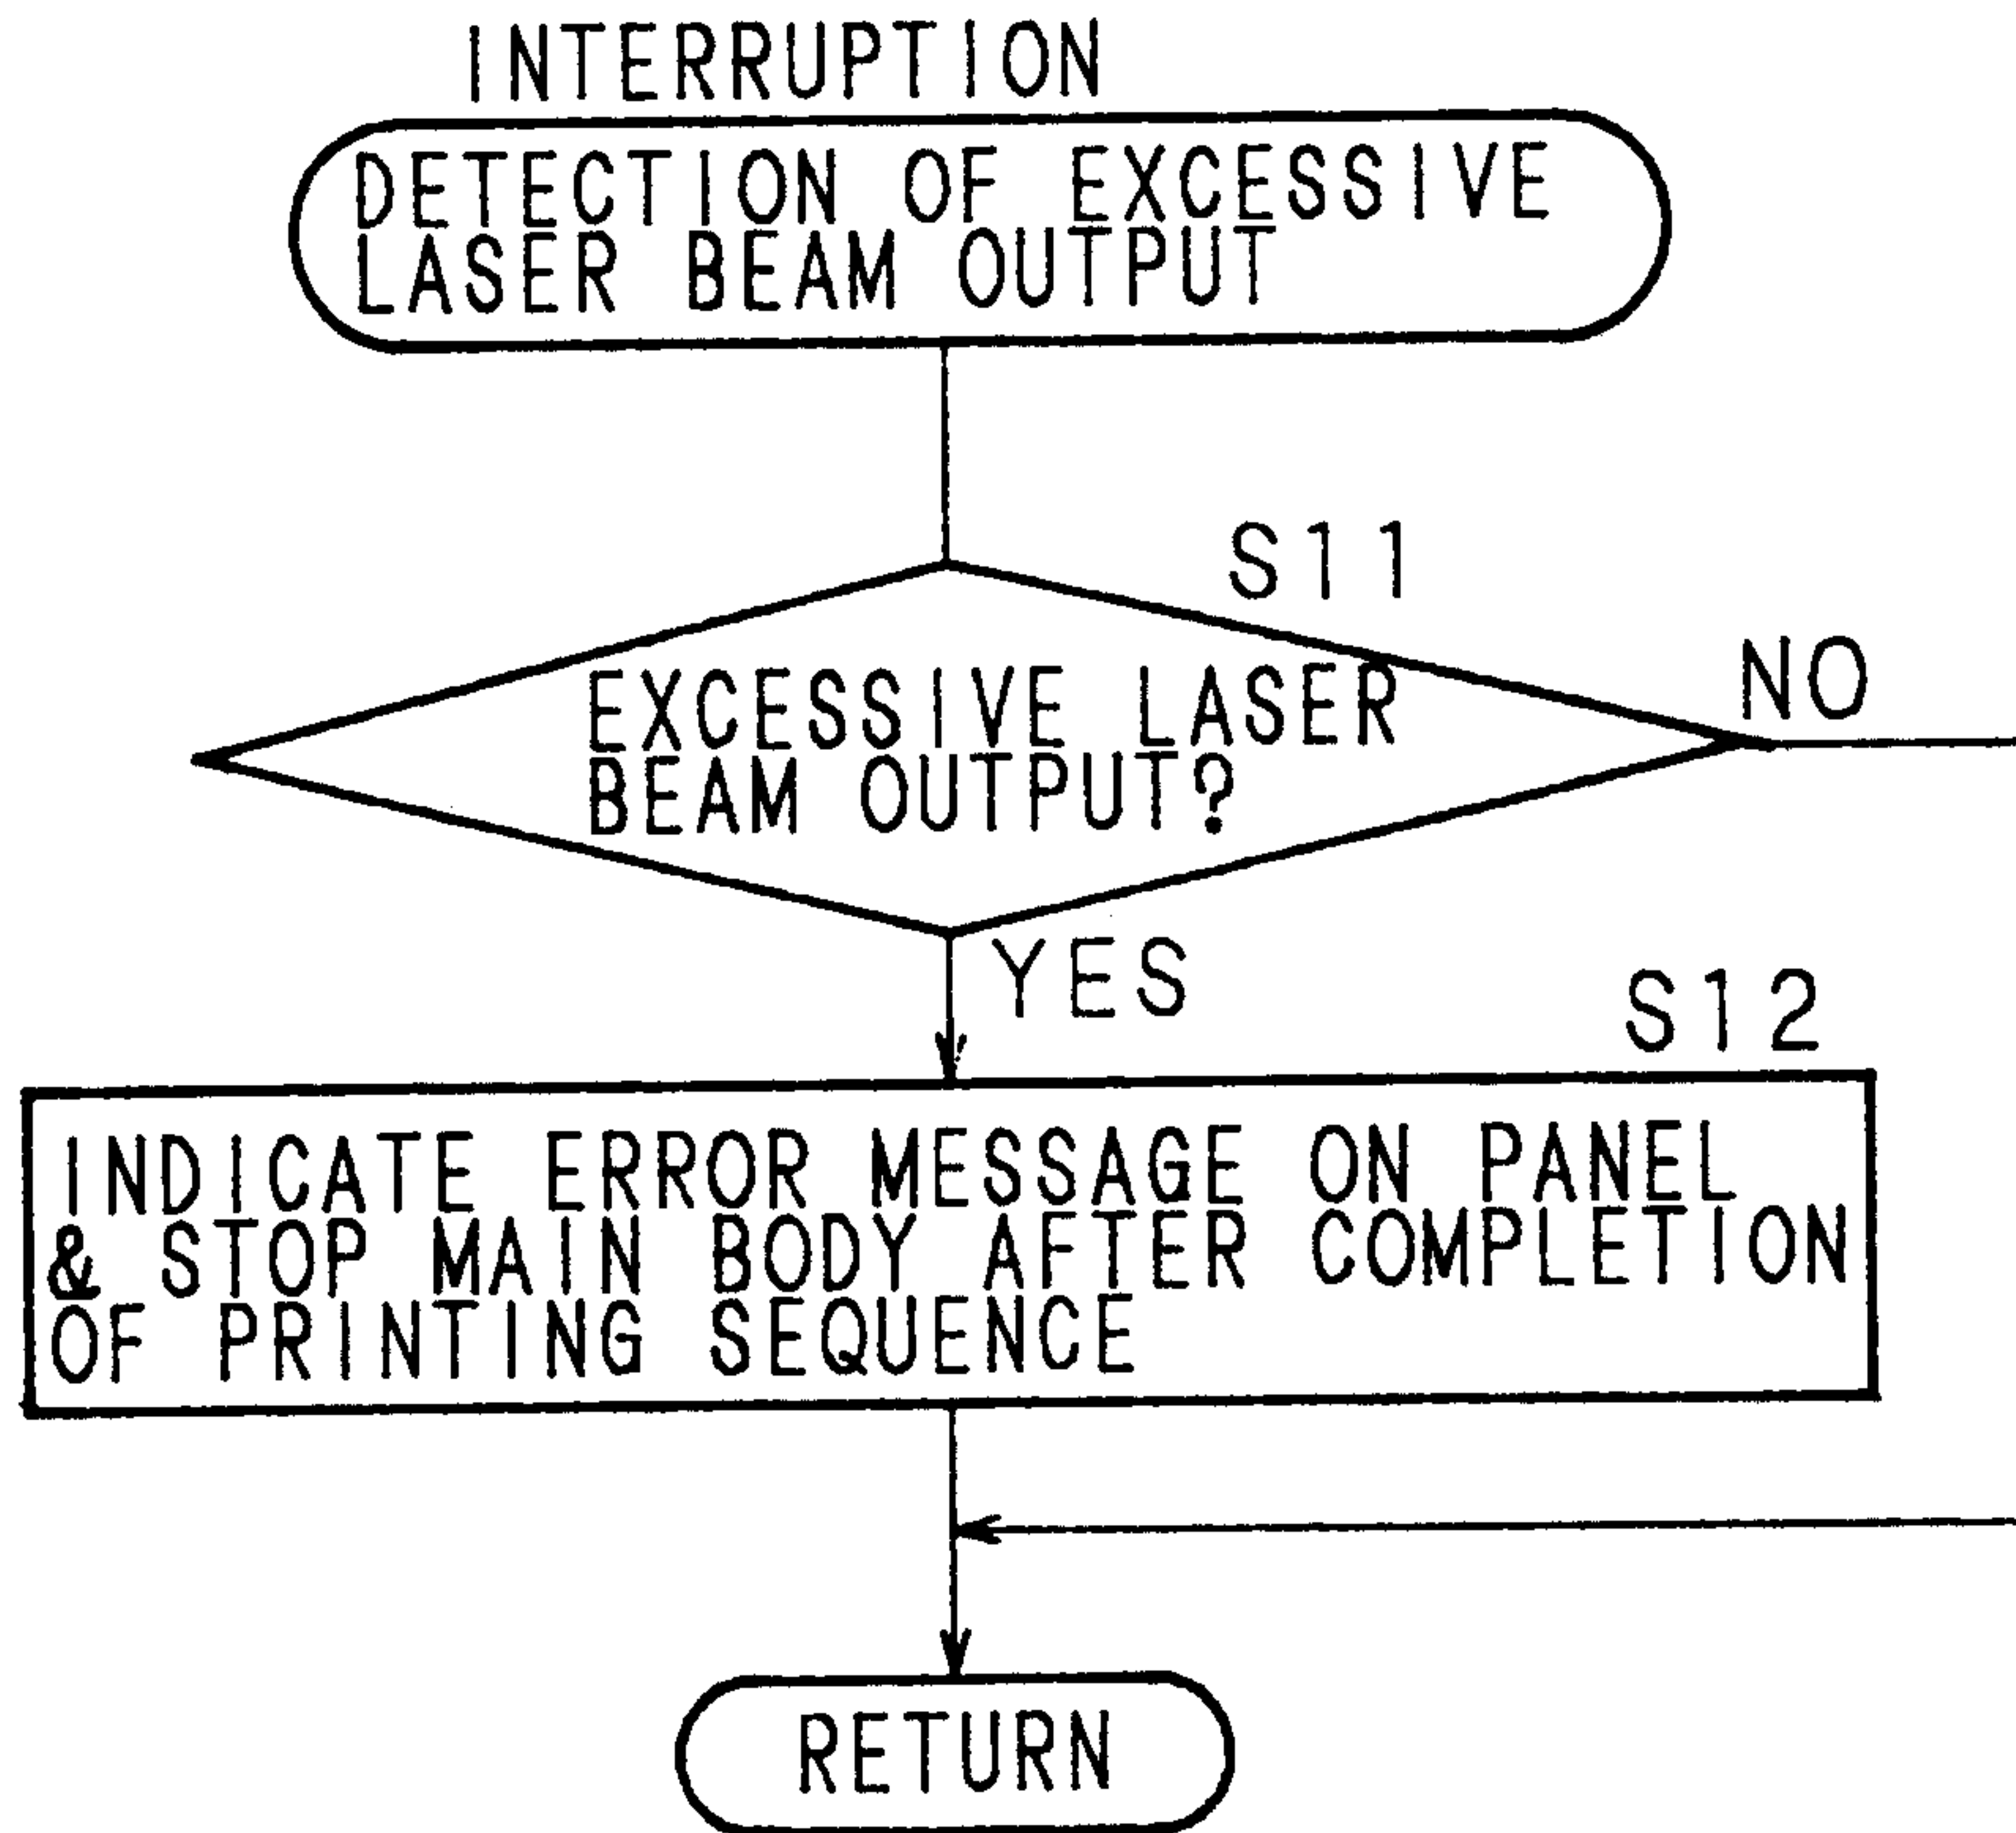 INTERRUPTION
DETECTION OF EXCESSIVE
LASER BEAM OUTPUT
S11
EXCESSIVE LASER
BEAM OUTPUT?
NO
YES
S12
INDICATE ERROR MESSAGE ON PANEL
& STOP MAIN BODY AFTER COMPLETION
OF PRINTING SEQUENCE
RETURN